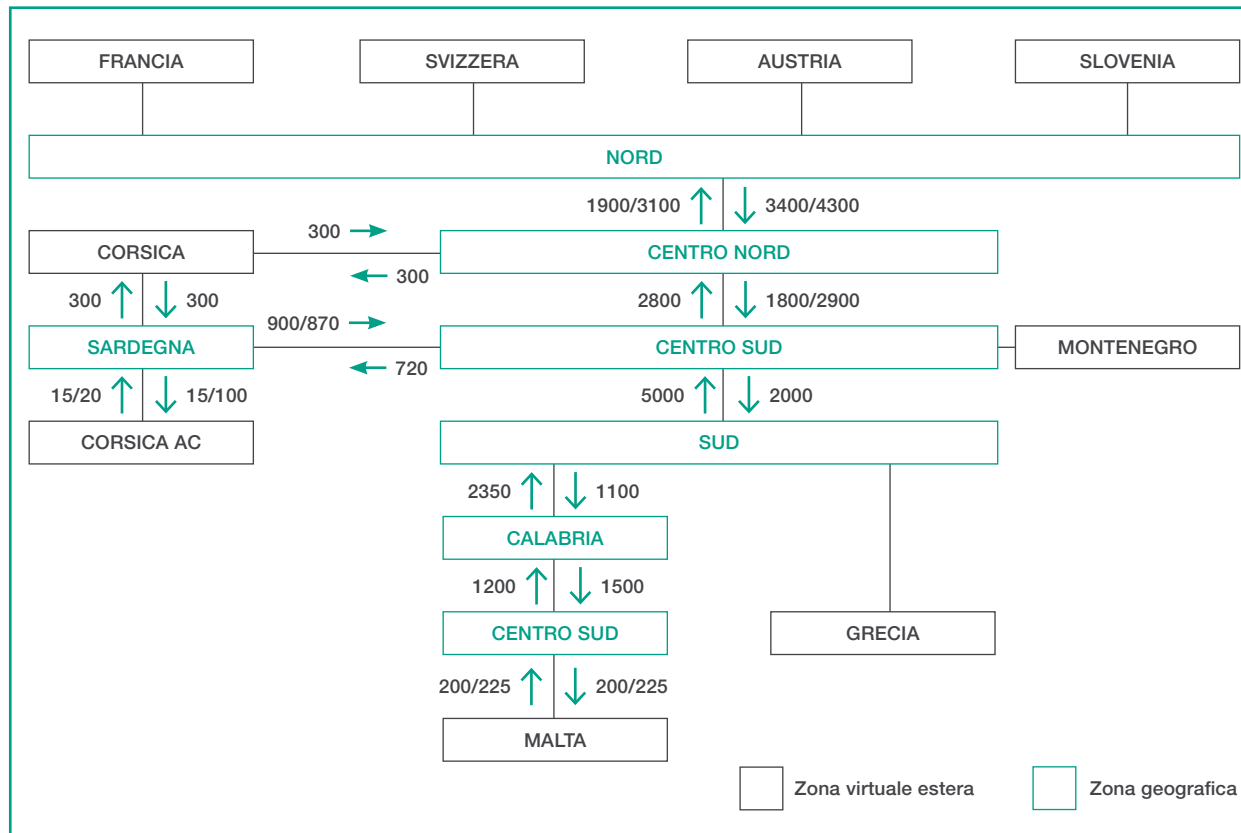 FRANCIA
SVIZZERA
AUSTRIA
SLOVENIA
NORD
1900/3100
3400/4300
300
CORSICA
CENTRO NORD
300
300
300
2800
1800/2900
900/870
SARDEGNA
CENTRO SUD
MONTENEGRO
720
15/20
15/100
5000
2000
CORSICA AC
SUD
2350
1100
CALABRIA
1200
1500
CENTRO SUD
GRECIA
200/225
200/225
MALTA
Zona virtuale estera
Zona geografica